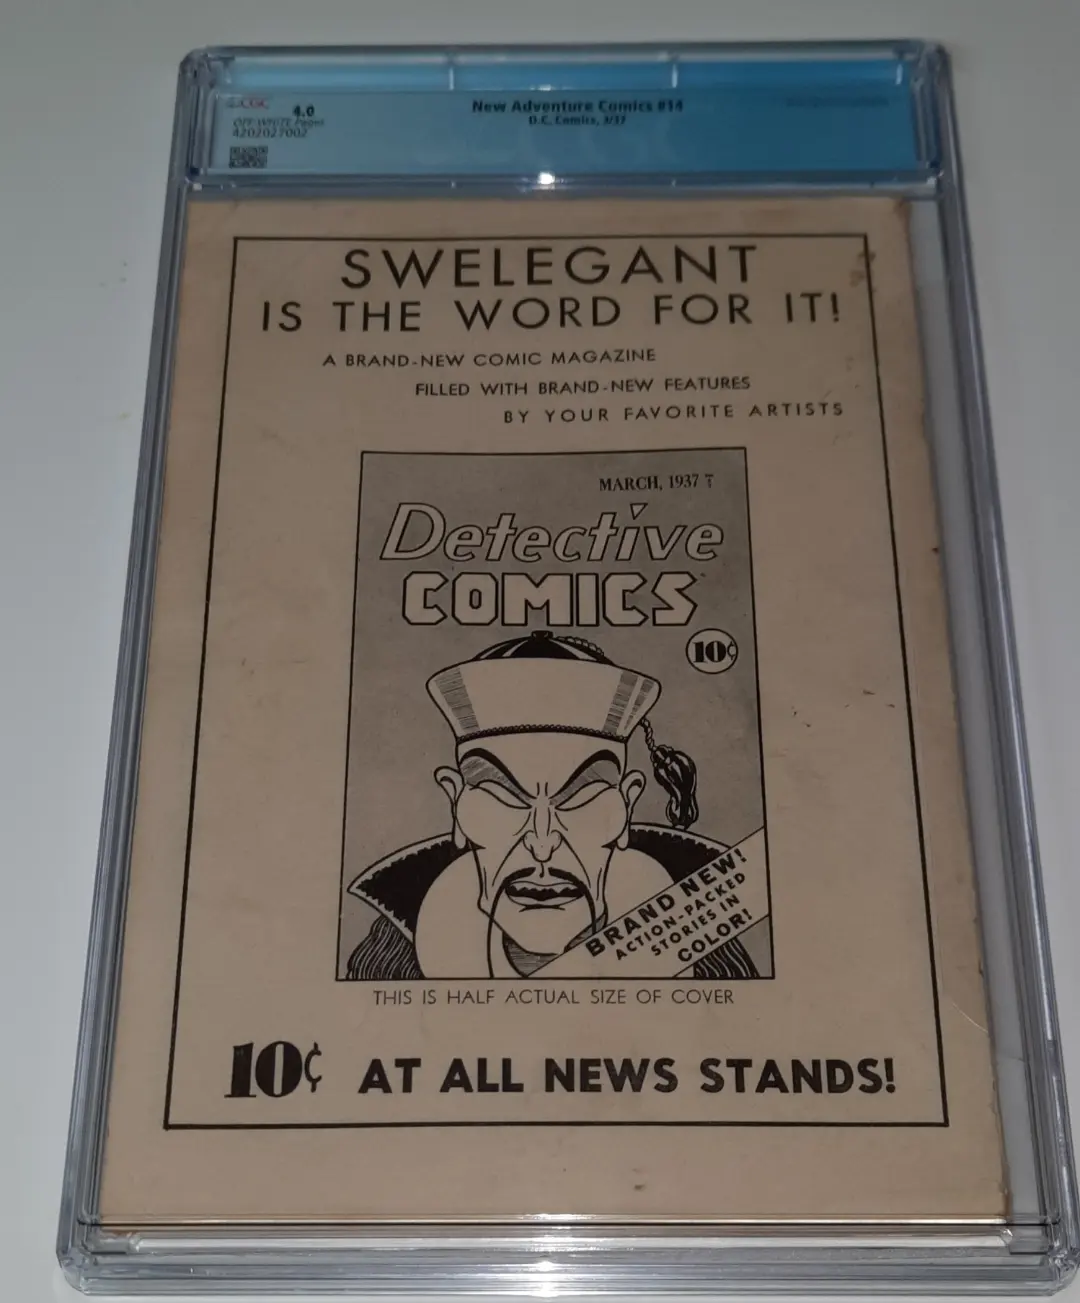 CGC
4.0
OFF-WHITE Pages
4202027002
New Adventure Comics #14
D.C. Comics, 3/37
SWELEGANT
IS THE WORD FOR IT!
A BRAND-NEW COMIC MAGAZINE
FILLED WITH BRAND-NEW FEATURES
BY YOUR FAVORITE ARTISTS
MARCH, 1937
Detective
COMICS
10¢
BRAND NEW!
ACTION-PACKED
STORIES IN
COLOR!
THIS IS HALF ACTUAL SIZE OF COVER
10¢ AT ALL NEWS STANDS!